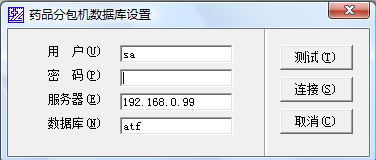 药品分包机数据库设置
用 户(U) sa
测试(T)
密 码(P)
连接(S)
服务器(E) 192.168.0.99
数据库(N) atf
取消(C)